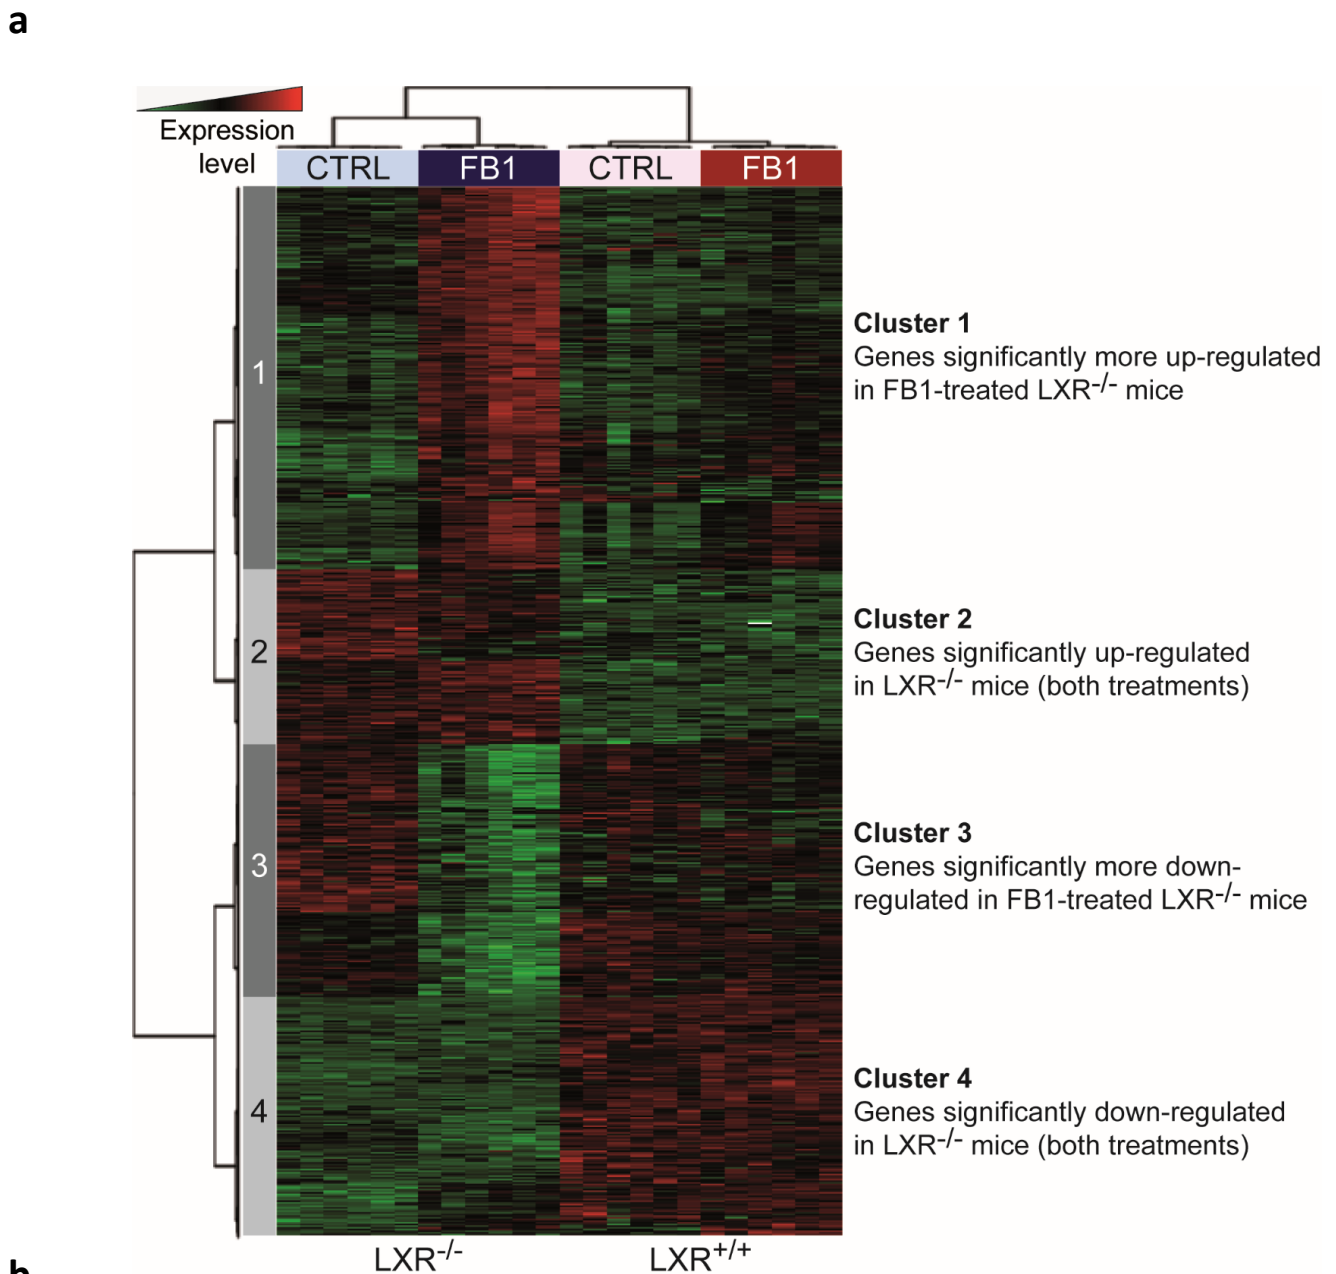 a
Expression
level
CTRL FB1 CTRL FB1
1
Cluster 1
Genes significantly more up-regulated
in FB1-treated LXR-/- mice
2
Cluster 2
Genes significantly up-regulated
in LXR-/- mice (both treatments)
3
Cluster 3
Genes significantly more down-
regulated in FB1-treated LXR-/- mice
4
Cluster 4
Genes significantly down-regulated
in LXR-/- mice (both treatments)
LXR-/- LXR+/+
b